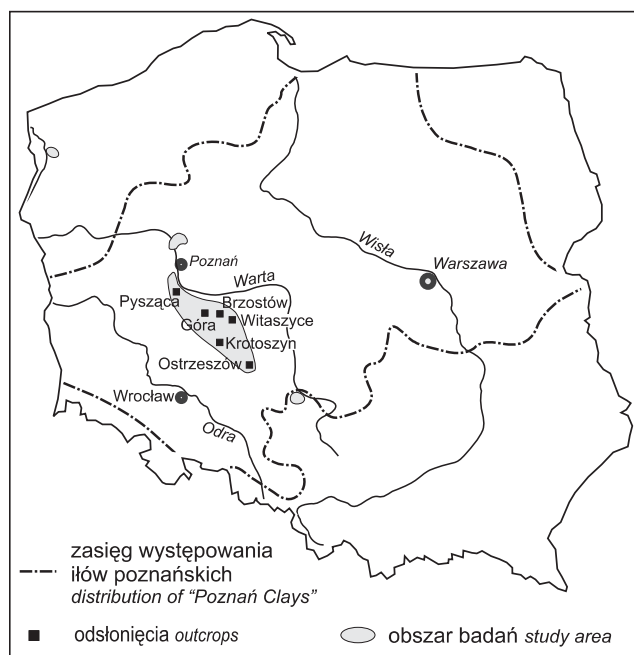 Poznań
Wisła
Warta
Warszawa
Pysząca
Brzostów
Góra
Witaszyce
Krotoszyn
Ostrzeszów
Wrocław
Odra
zasięg występowania
iłów poznańskich
distribution of “Poznań Clays”
odsłonięcia outcrops
obszar badań study area